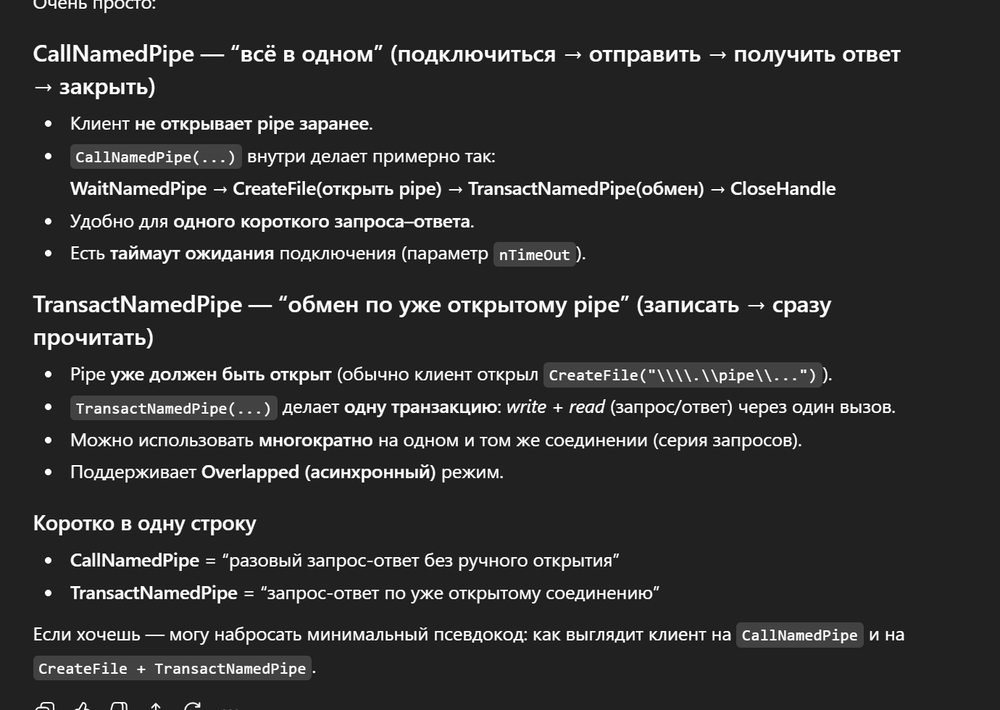 Очень просто:
CallNamedPipe — “всё в одном” (подключиться → отправить → получить ответ
→ закрыть)
• Клиент не открывает pipe заранее.
• CallNamedPipe(...) внутри делает примерно так:
WaitNamedPipe → CreateFile(открыть pipe) → TransactNamedPipe(обмен) → CloseHandle
• Удобно для одного короткого запроса–ответа.
• Есть таймаут ожидания подключения (параметр nTimeOut).
TransactNamedPipe — “обмен по уже открытому pipe” (записать → сразу
прочитать)
• Pipe уже должен быть открыт (обычно клиент открыл CreateFile("\\\\.\\pipe\\...")).
• TransactNamedPipe(...) делает одну транзакцию: write + read (запрос/ответ) через один вызов.
• Можно использовать многократно на одном и том же соединении (серия запросов).
• Поддерживает Overlapped (асинхронный) режим.
Коротко в одну строку
• CallNamedPipe = “разовый запрос-ответ без ручного открытия”
• TransactNamedPipe = “запрос-ответ по уже открытому соединению”
Если хочешь — могу набросать минимальный псевдокод: как выглядит клиент на CallNamedPipe и на
CreateFile + TransactNamedPipe.